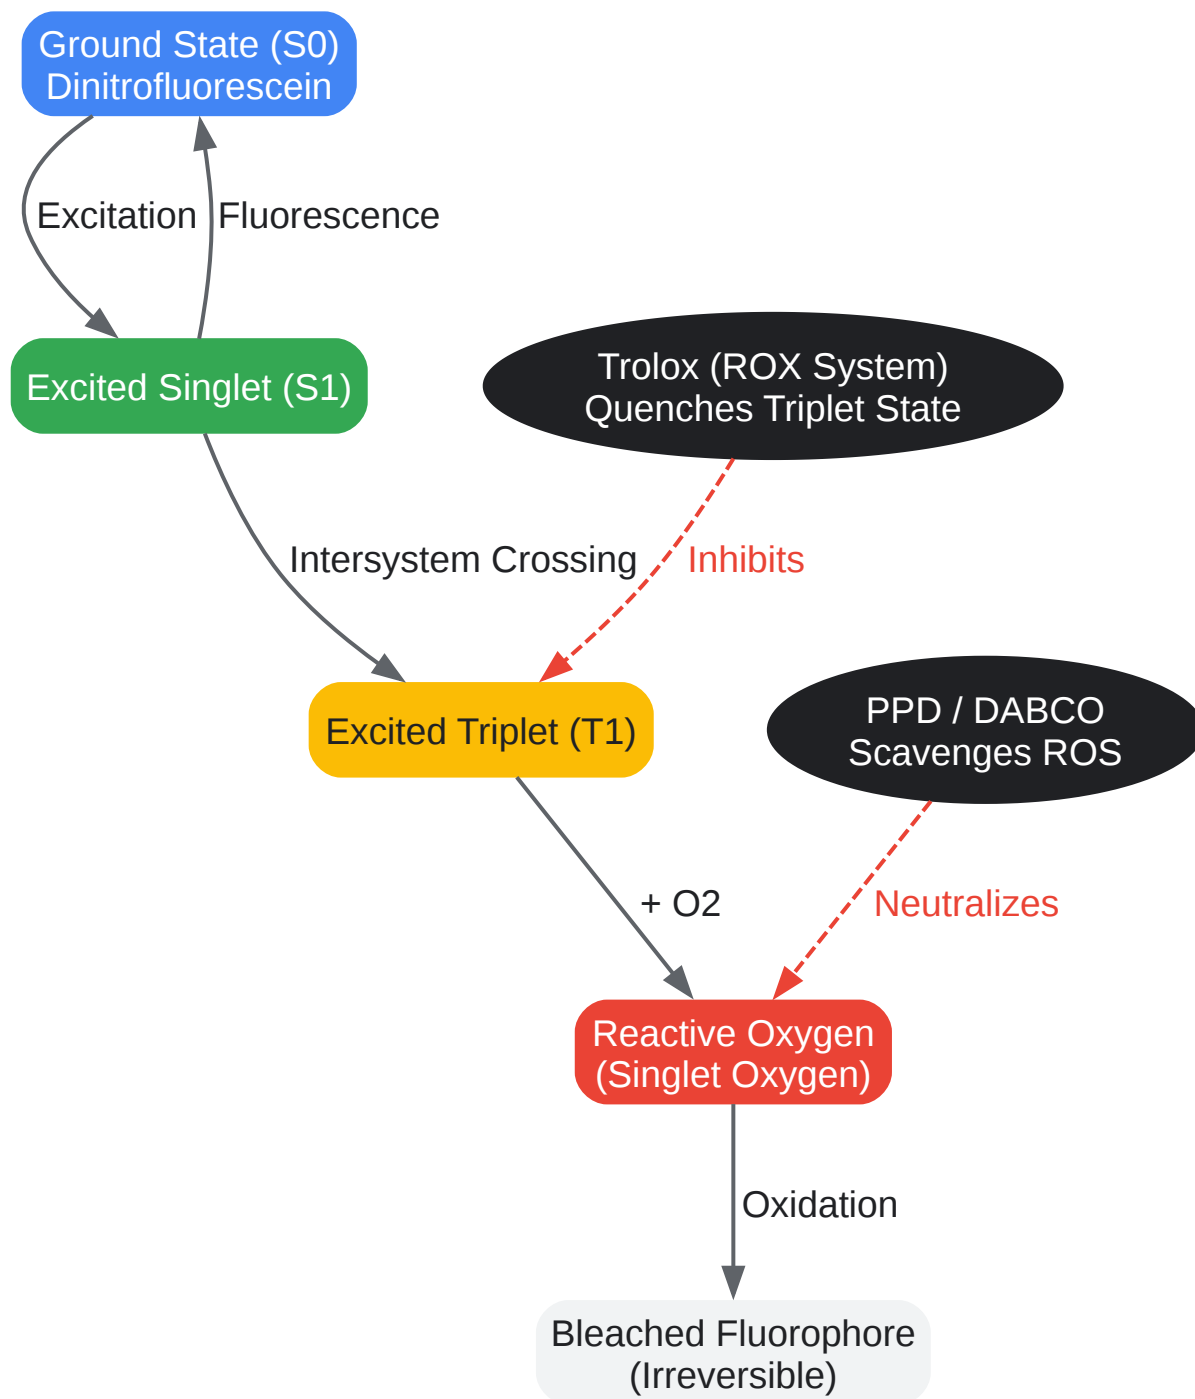 Ground State (S0)
Dinitrofluorescein
Excitation
Fluorescence
Excited Singlet (S1)
Trolox (ROX System)
Quenches Triplet State
Intersystem Crossing
Inhibits
Excited Triplet (T1)
PPD / DABCO
Scavenges ROS
+ O2
Neutralizes
Reactive Oxygen
(Singlet Oxygen)
Oxidation
Bleached Fluorophore
(Irreversible)